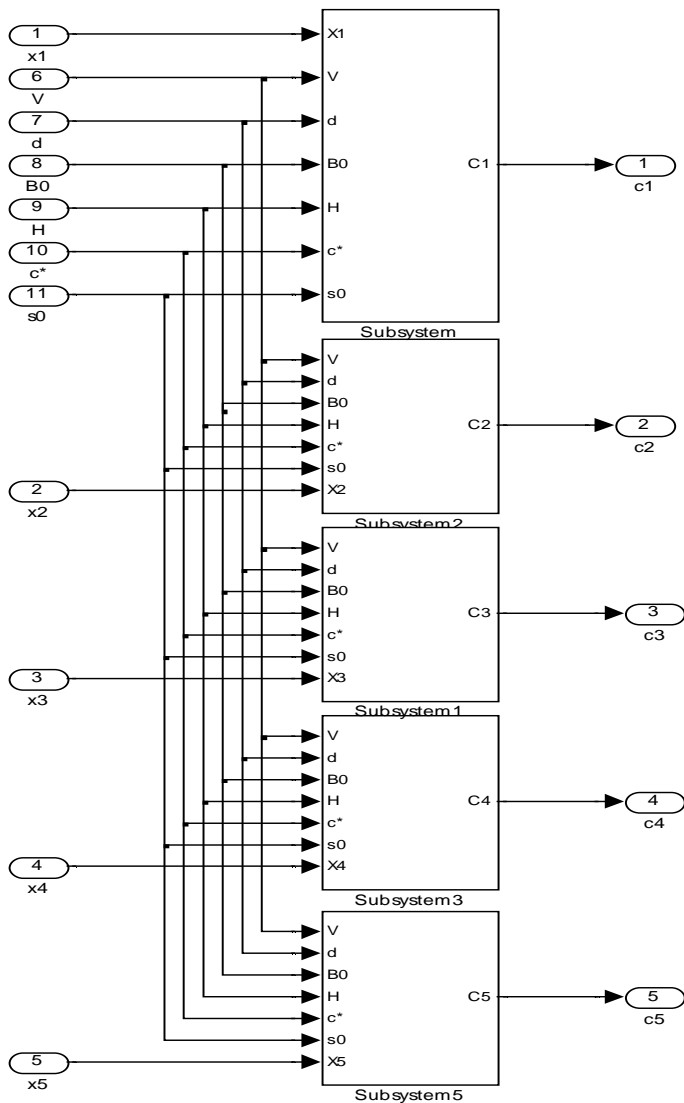 1
x1
6
V
7
d
8
B0
9
H
10
c*
11
s0
X1
V
d
B0
H
c*
s0
C1
Subsystem
1
c1
V
d
B0
H
c*
s0
X2
C2
Subsystem2
2
x2
2
c2
V
d
B0
H
c*
s0
X3
C3
Subsystem1
3
x3
3
c3
V
d
B0
H
c*
s0
X4
C4
Subsystem3
4
x4
4
c4
V
d
B0
H
c*
s0
X5
C5
Subsystem5
5
x5
5
c5